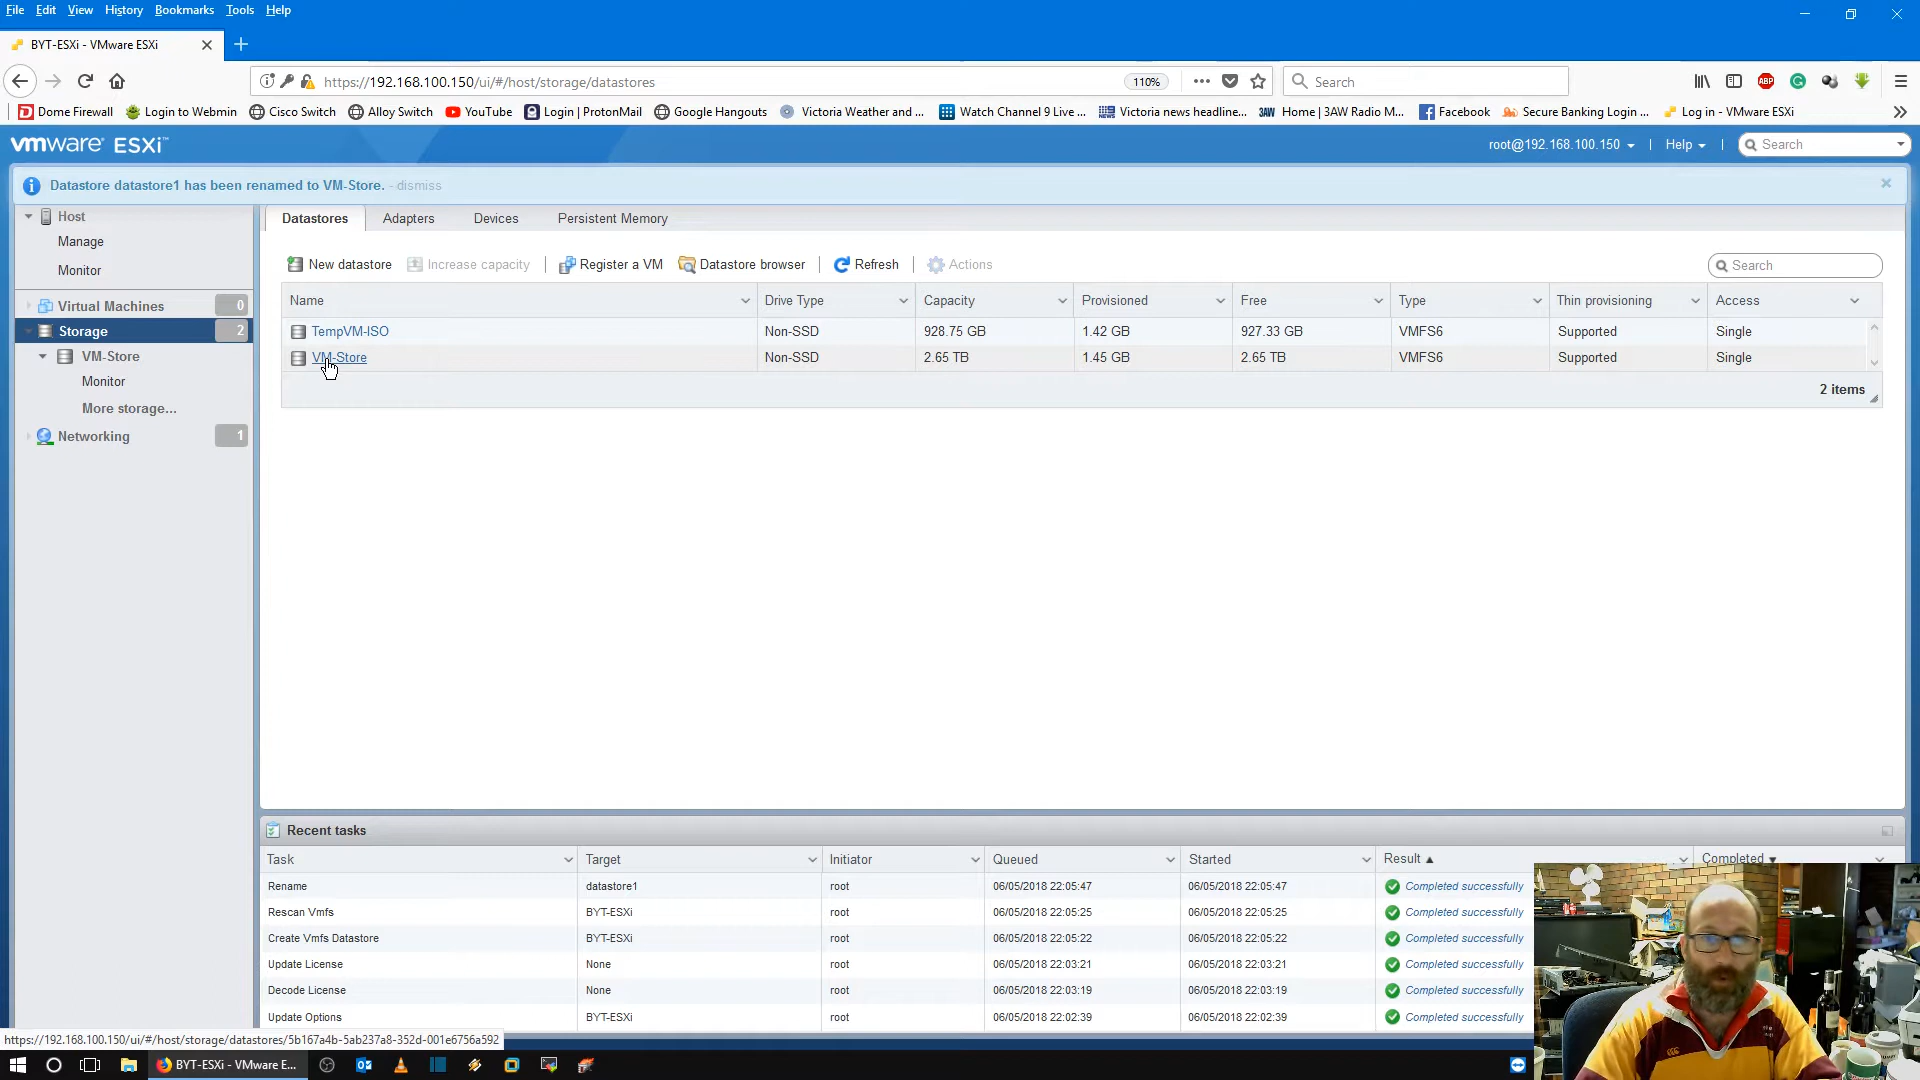 File Edit View History Bookmarks Tools Help
BYT-ESXi - VMware ESXi
https://192.168.100.150/ui/#/host/storage/datastores 110% Search
Dome Firewall Login to Webmin Cisco Switch Alloy Switch YouTube Login | ProtonMail Google Hangouts Victoria Weather and ... Watch Channel 9 Live ... Victoria news headline... Home | 3AW Radio M... Facebook Secure Banking Login ... Log in - VMware ESXi
vmware ESXi™ root@192.168.100.150 | Help | Search
Datastore datastore1 has been renamed to VM-Store. - dismiss
Host
Manage
Monitor
Virtual Machines 0
Storage 2
VM-Store
Monitor
More storage...
Networking 1
Datastores Adapters Devices Persistent Memory
New datastore Increase capacity Register a VM Datastore browser Refresh Actions Search
Name Drive Type Capacity Provisioned Free Type Thin provisioning Access
TempVM-ISO Non-SSD 928.75 GB 1.42 GB 927.33 GB VMFS6 Supported Single
VM-Store Non-SSD 2.65 TB 1.45 GB 2.65 TB VMFS6 Supported Single
2 items
Recent tasks
Task Target Initiator Queued Started Result ▲ Completed ▼
Rename datastore1 root 06/05/2018 22:05:47 06/05/2018 22:05:47 Completed successfully
Rescan Vmfs BYT-ESXi root 06/05/2018 22:05:25 06/05/2018 22:05:25 Completed successfully
Create Vmfs Datastore BYT-ESXi root 06/05/2018 22:05:22 06/05/2018 22:05:22 Completed successfully
Update License None root 06/05/2018 22:03:21 06/05/2018 22:03:21 Completed successfully
Decode License None root 06/05/2018 22:03:19 06/05/2018 22:03:19 Completed successfully
Update Options BYT-ESXi root 06/05/2018 22:02:39 06/05/2018 22:02:39 Completed successfully
https://192.168.100.150/ui/#/host/storage/datastores/5b167a4b-5ab237a8-352d-001e6756a592
BYT-ESXi - VMware E...